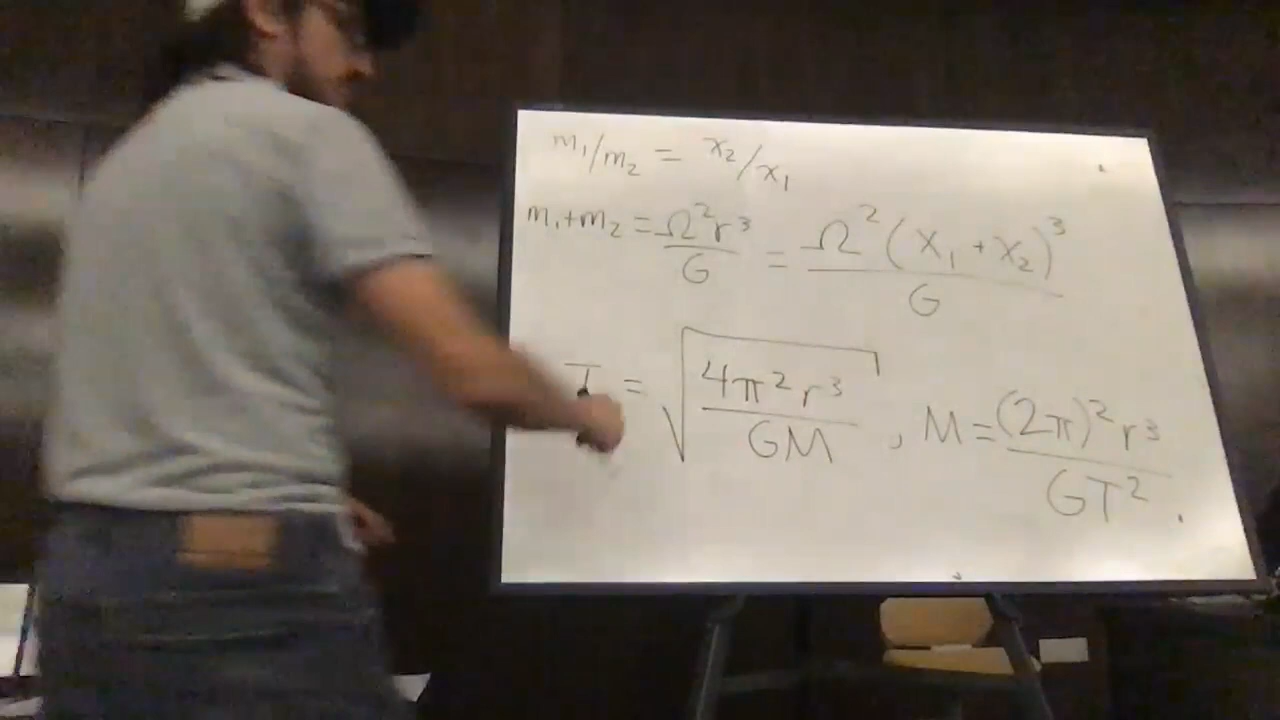 m₁/m₂ = x₂/x₁
m₁+m₂ = Ω²r³/G = Ω²(x₁+x₂)³/G
T = √(4π²r³/GM), M = (2π)²r³/GT².